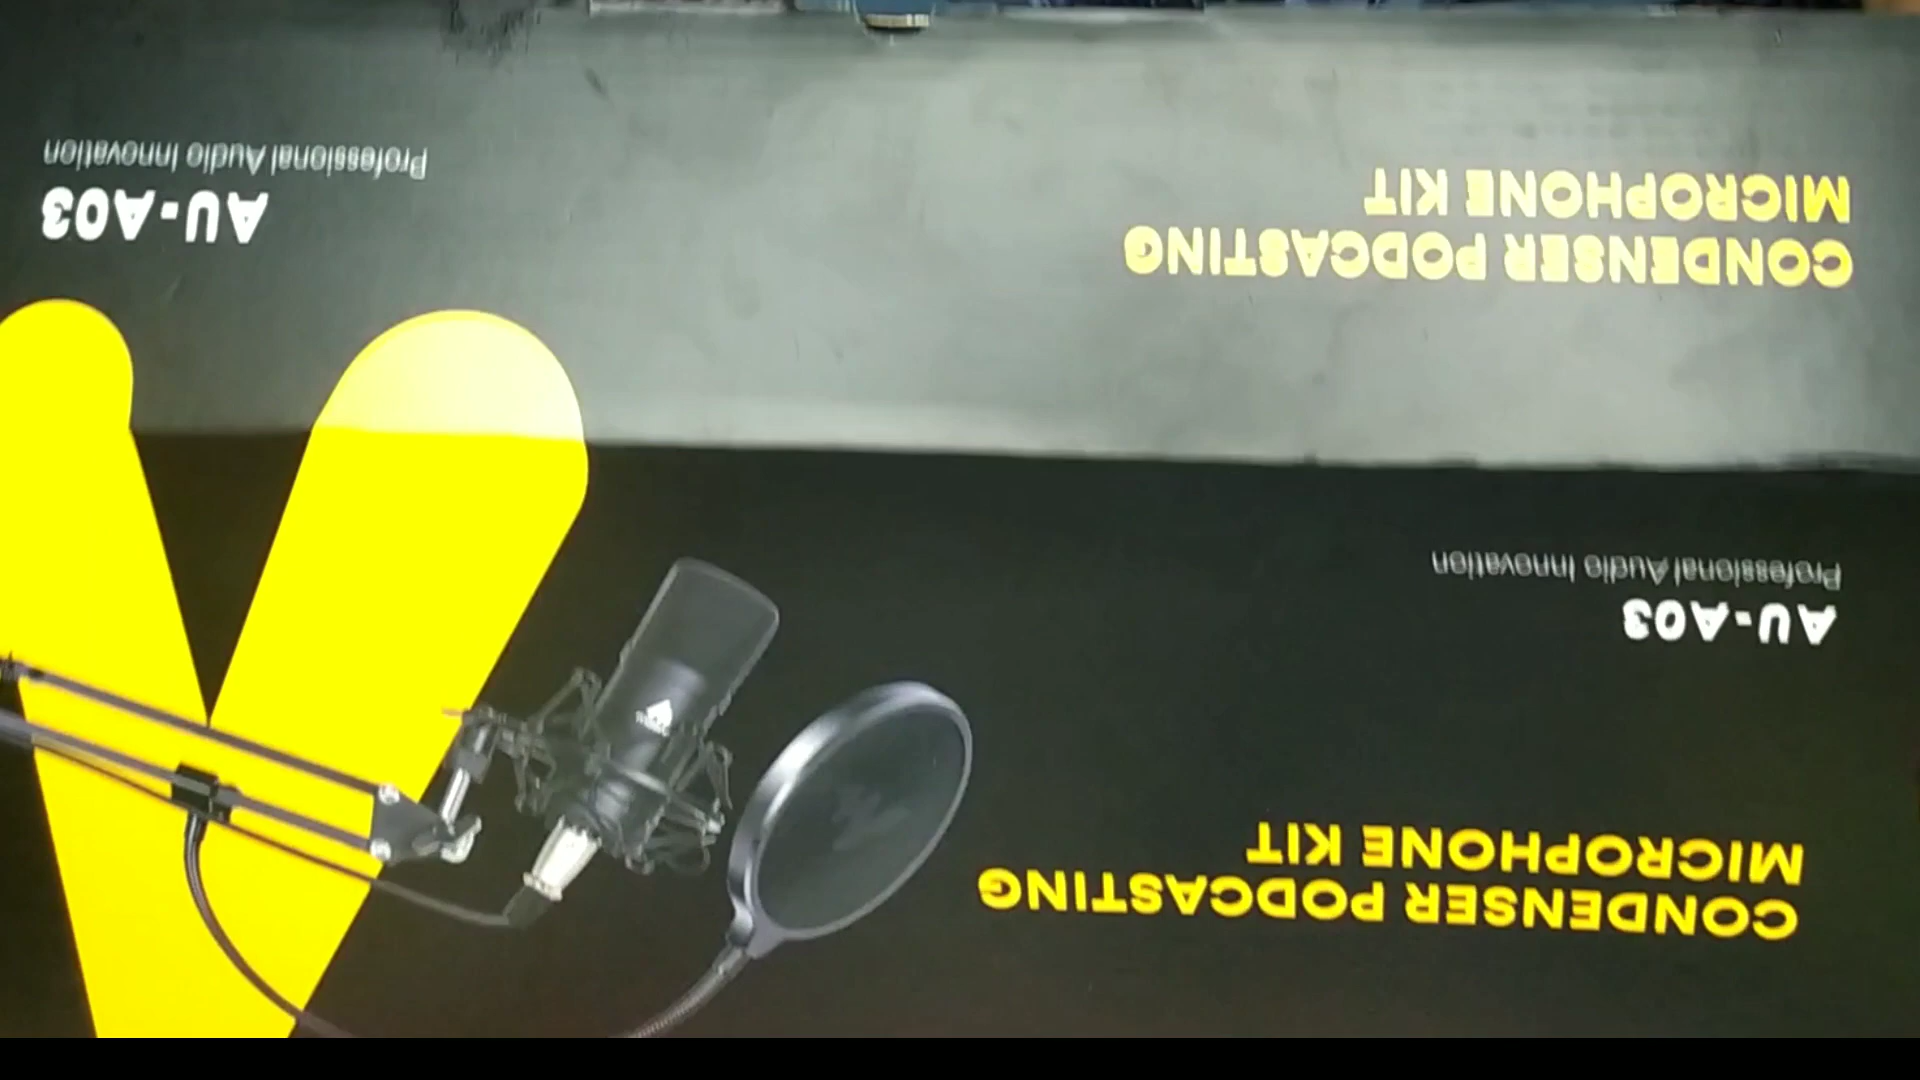 CONDENSER PODCASTING
MICROPHONE KIT
AU-A03
Professional Audio Innovation
CONDENSER PODCASTING
MICROPHONE KIT
AU-A03
Professional Audio Innovation